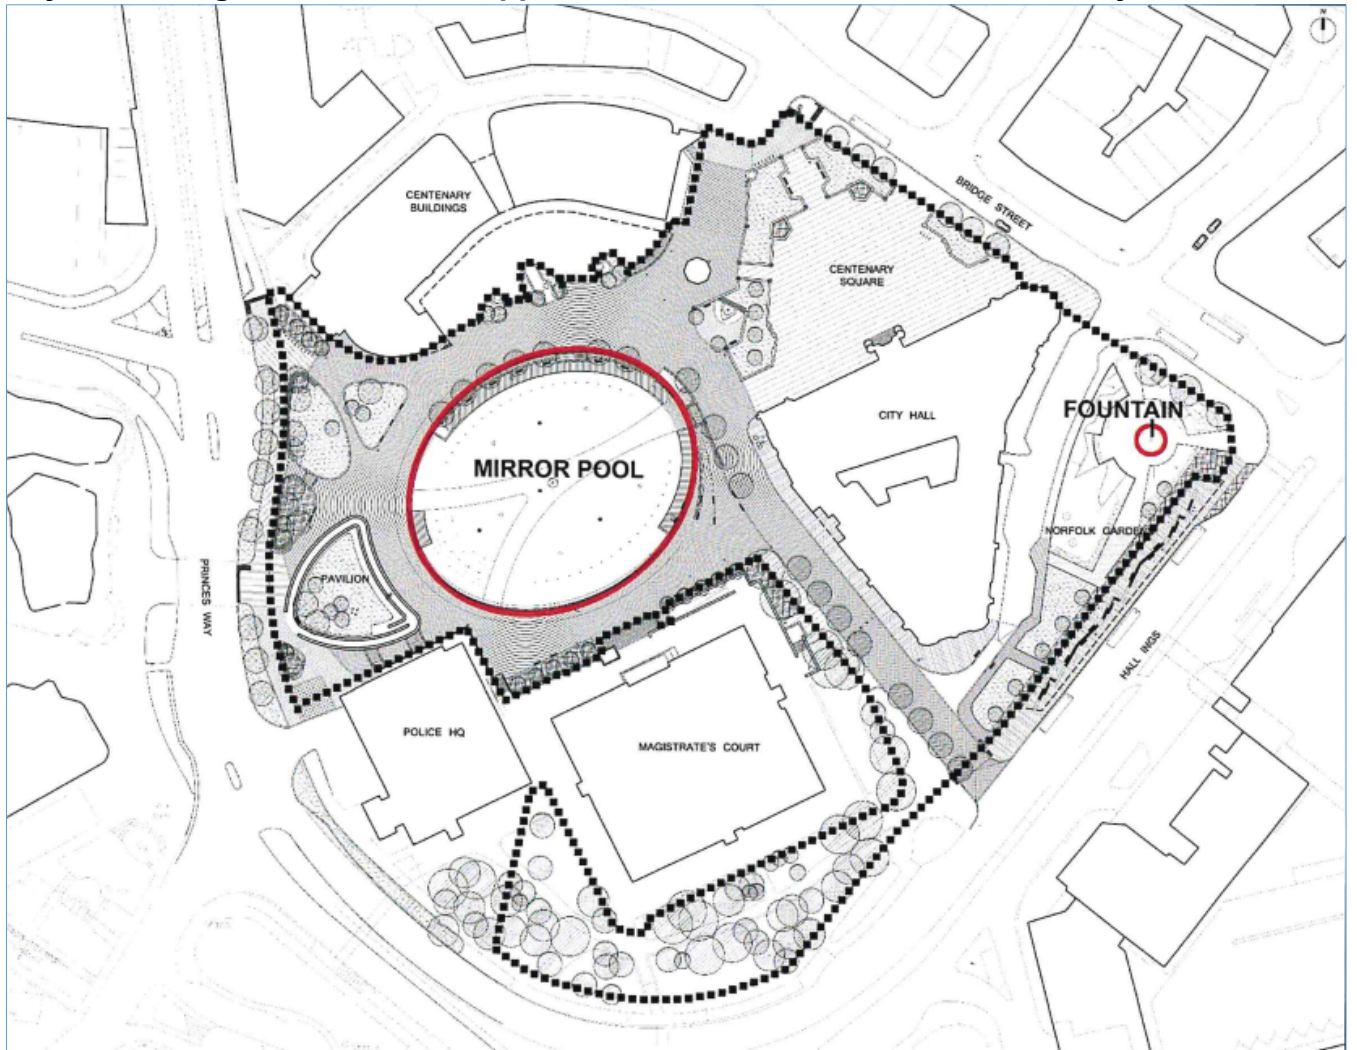 N
BRIDGE STREET
CENTENARY
BUILDINGS
CENTENARY
SQUARE
FOUNTAIN
CITY HALL
MIRROR POOL
NORFOLK GARDE
PRINCES WAY
PAVILION
HALL INGS
POLICE HQ
MAGISTRATE'S COURT